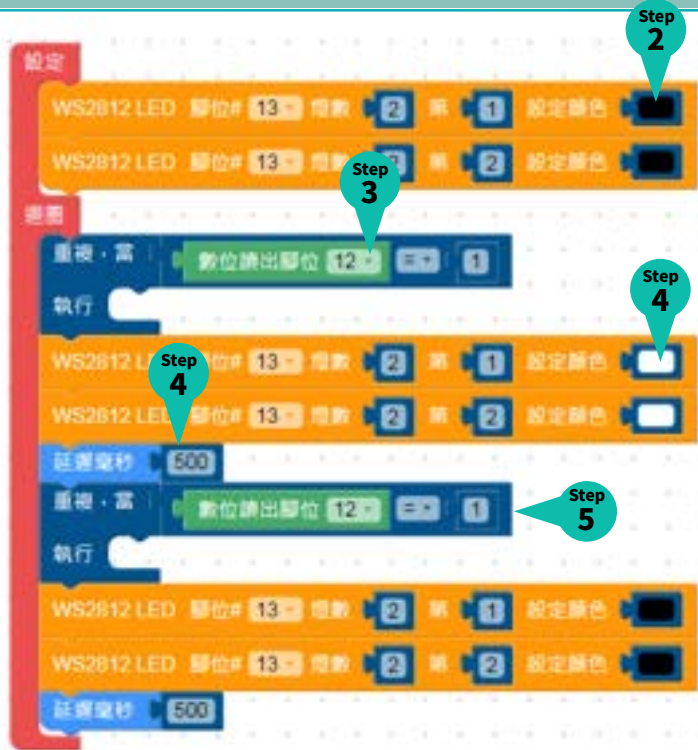 Step
2
設定
WS2812 LED 腳位# 13 燈數 2 第 1 設定顏色
WS2812 LED 腳位# 13 燈數 2 第 2 設定顏色
Step
3
迴圈
重複,當 數位讀出腳位 12 = 1
執行
Step
4
WS2812 LED 腳位# 13 燈數 2 第 1 設定顏色
Step
4
WS2812 LED 腳位# 13 燈數 2 第 2 設定顏色
延遲毫秒 500
重複,當 數位讀出腳位 12 = 1
Step
5
執行
WS2812 LED 腳位# 13 燈數 2 第 1 設定顏色
WS2812 LED 腳位# 13 燈數 2 第 2 設定顏色
延遲毫秒 500